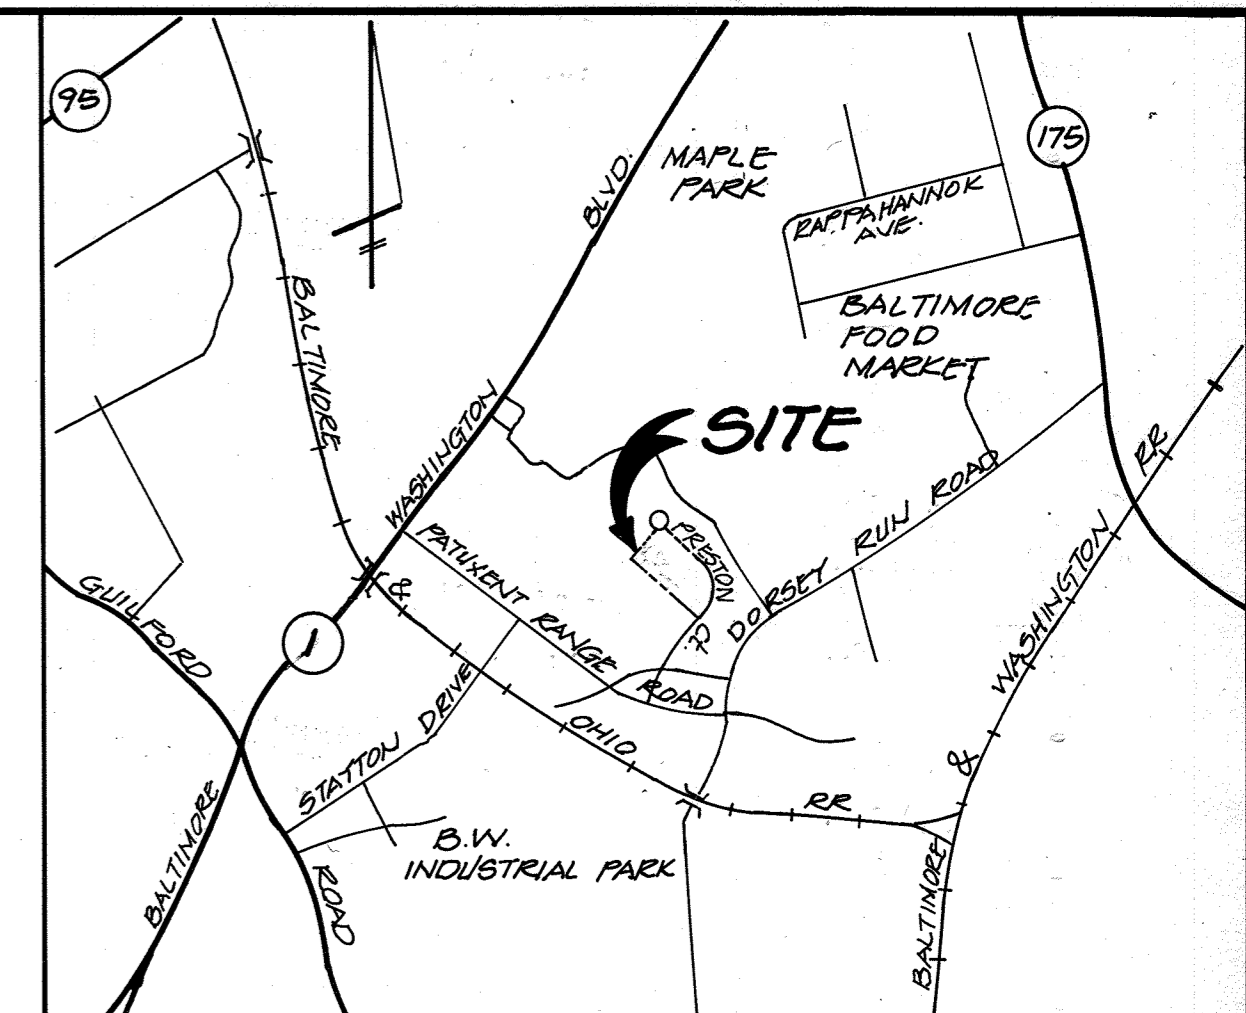 95
175
MAPLE
PARK
BLVD.
RAPPAHANNOK
AVE.
BALTIMORE
BALTIMORE
FOOD
MARKET
WASHINGTON
SITE
RR
PRESTON
CT.
DORSEY RUN ROAD
PATUXENT RANGE
ROAD
&
GUILFORD
1
WASHINGTON
STATTON DRIVE
OHIO
&
RR
BALTIMORE
B.W.
INDUSTRIAL PARK
ROAD
BALTIMORE